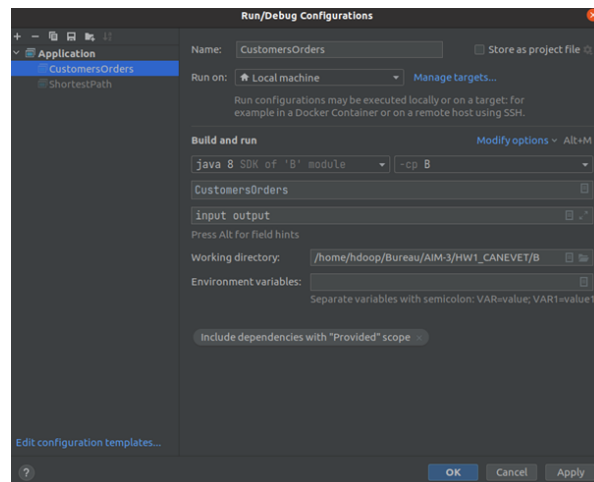 Run/Debug Configurations
Application
CustomersOrders
ShortestPath
Name: CustomersOrders Store as project file
Run on: Local machine Manage targets...
Run configurations may be executed locally or on a target: for
example in a Docker Container or on a remote host using SSH.
Build and run Modify options Alt+M
java 8 SDK of 'B' module -cp B
CustomersOrders
input output
Press Alt for field hints
Working directory: /home/hdoop/Bureau/AIM-3/HW1_CANEVET/B
Environment variables:
Separate variables with semicolon: VAR=value; VAR1=value1
Include dependencies with "Provided" scope
Edit configuration templates...
? OK Cancel Apply